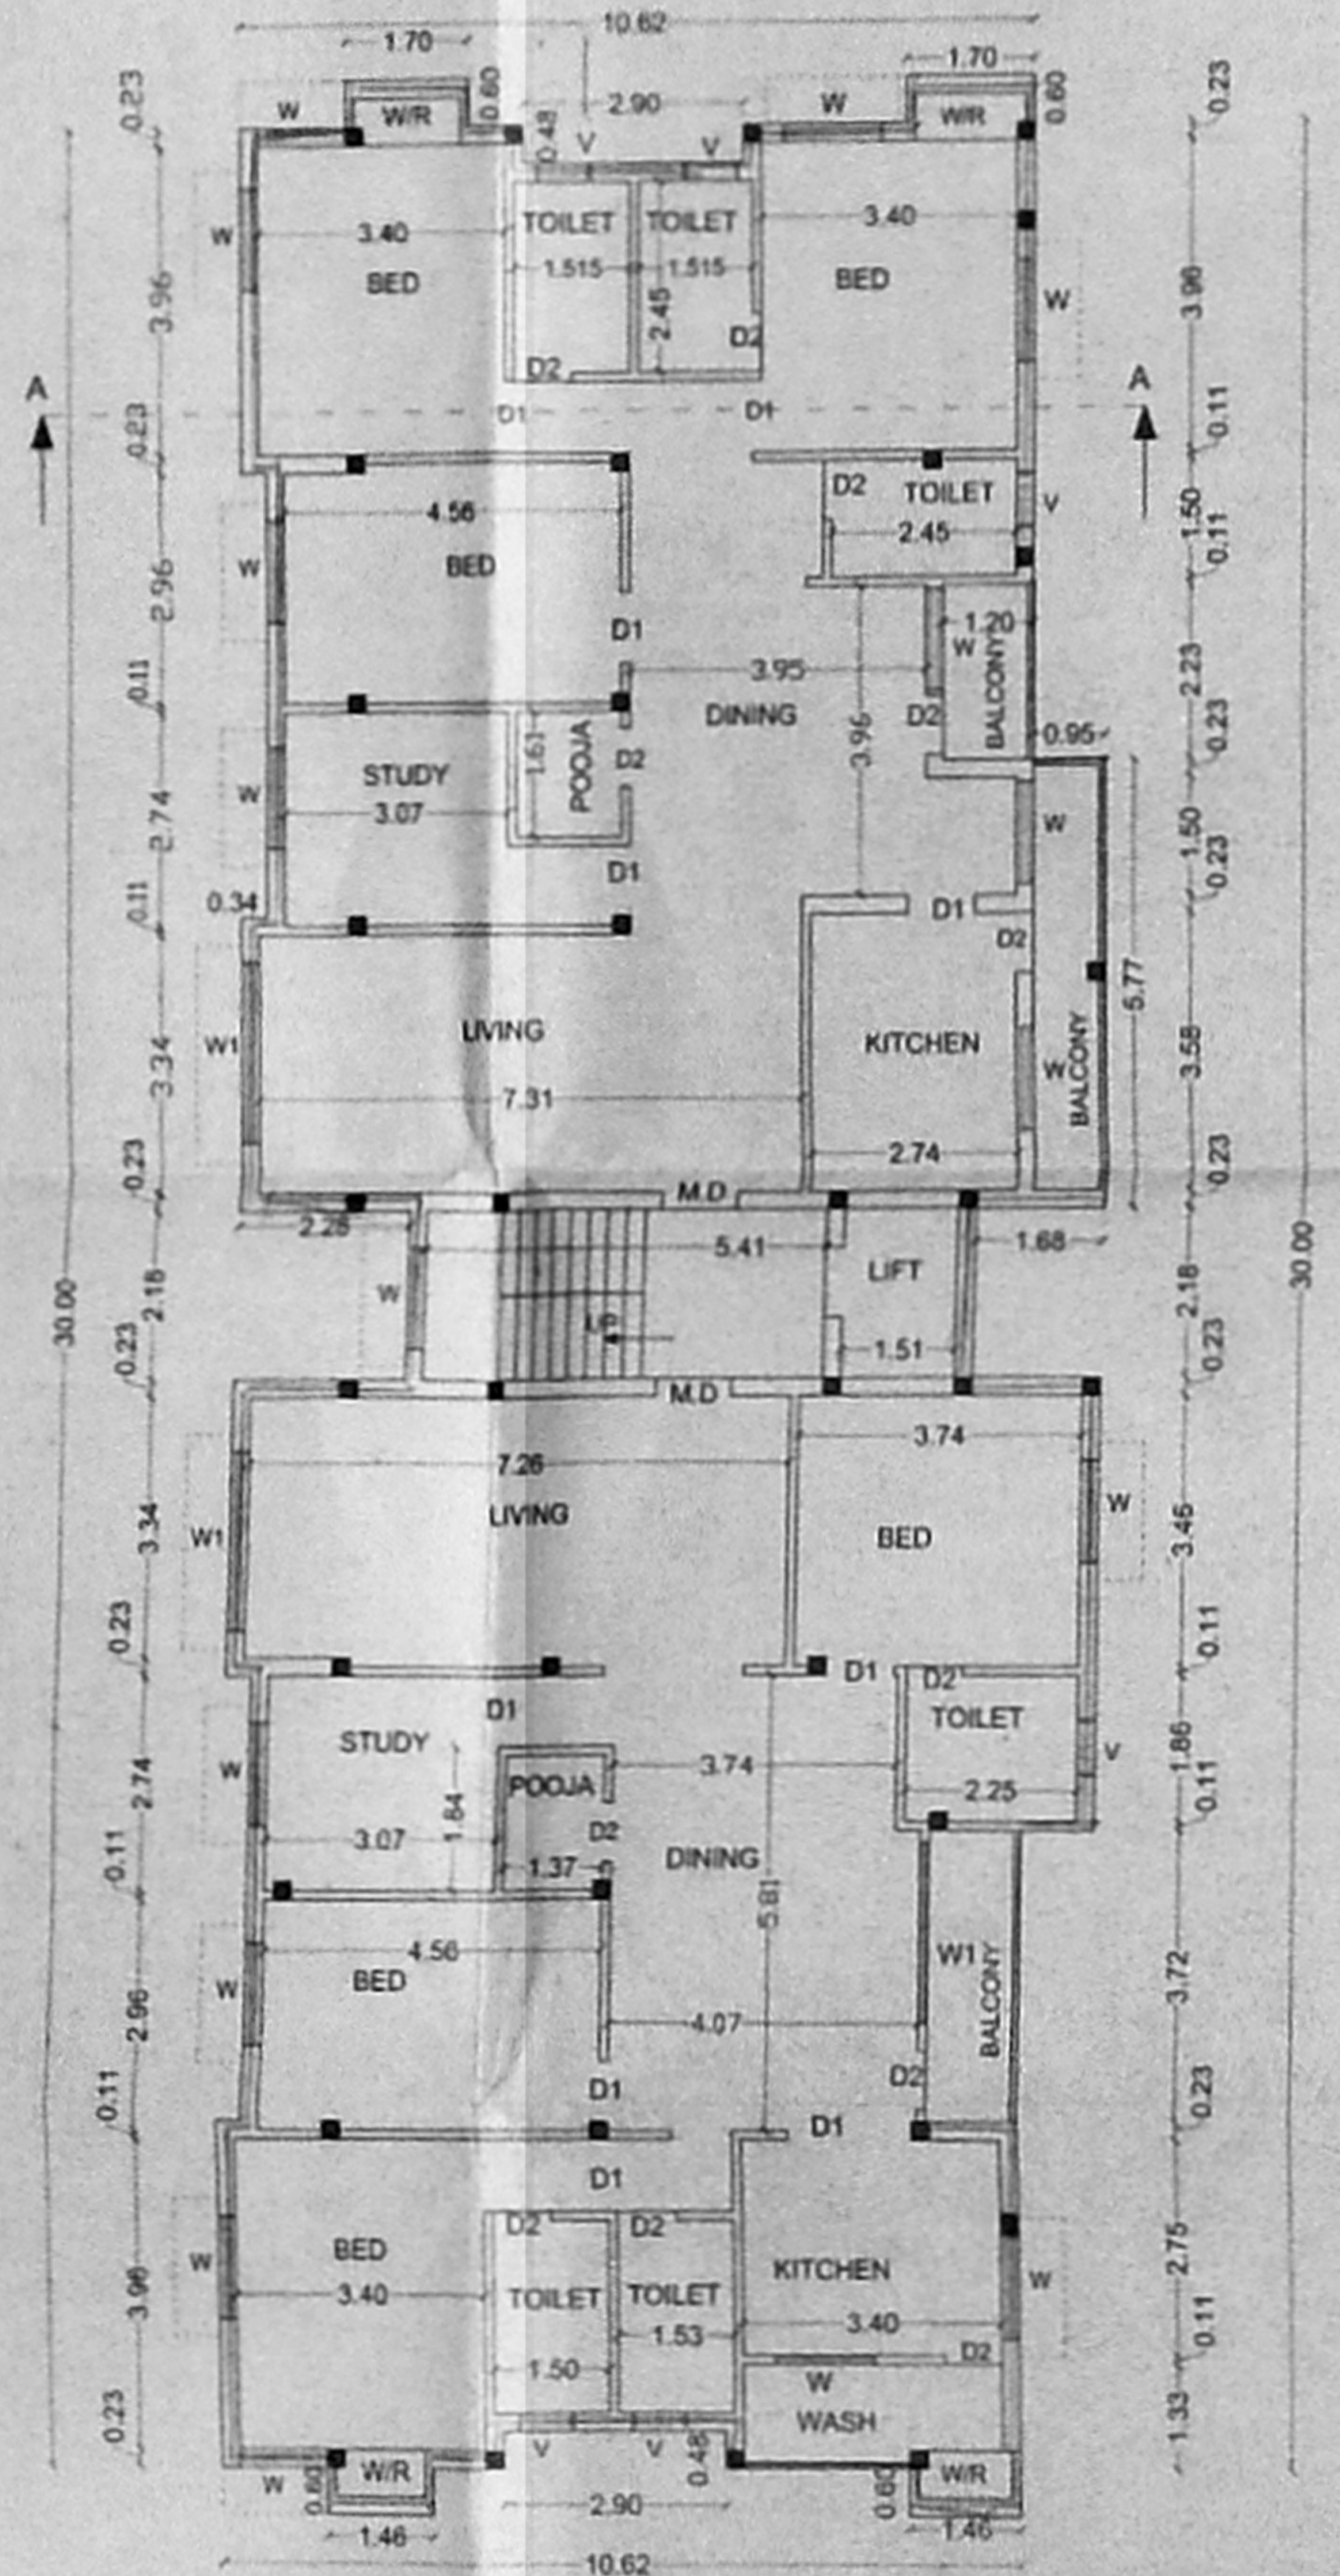 10.62
1.70
1.70
0.23
W
W/R
0.60
0.48
2.90
V
V
W
W/R
0.60
0.23
W
3.40
BED
TOILET
TOILET
1.515
1.515
2.45
3.40
BED
W
3.96
3.96
D2
D2
A
A
0.23
D1
D1
0.11
4.56
D2
TOILET
V
1.50
2.45
0.11
W
BED
2.96
D1
1.20
W
BALCONY
3.95
2.23
0.11
DINING
D2
0.95
0.23
3.96
1.61
POOJA
D2
STUDY
W
3.07
2.74
W
1.50
0.23
D1
0.34
0.11
D1
D2
5.77
LIVING
KITCHEN
W1
3.34
W
BALCONY
3.58
7.31
2.74
0.23
0.23
M.D
2.28
5.41
1.68
LIFT
30.00
2.18
W
2.18
30.00
UP
0.23
1.51
0.23
M.D
3.74
7.26
LIVING
W1
3.34
BED
W
3.46
0.23
0.11
D1
D2
D1
STUDY
TOILET
3.74
V
1.86
W
2.74
POOJA
2.25
0.11
1.84
3.07
D2
1.37
DINING
0.11
5.81
4.56
BED
W1
BALCONY
3.72
W
2.96
4.07
D2
D1
0.11
0.23
D1
D1
D2
D2
BED
W
3.40
KITCHEN
2.75
W
TOILET
TOILET
3.96
1.53
3.40
0.11
1.50
D2
W
WASH
0.23
1.33
V
V
0.48
W
0.60
W/R
0.60
W/R
2.90
1.46
1.46
10.62